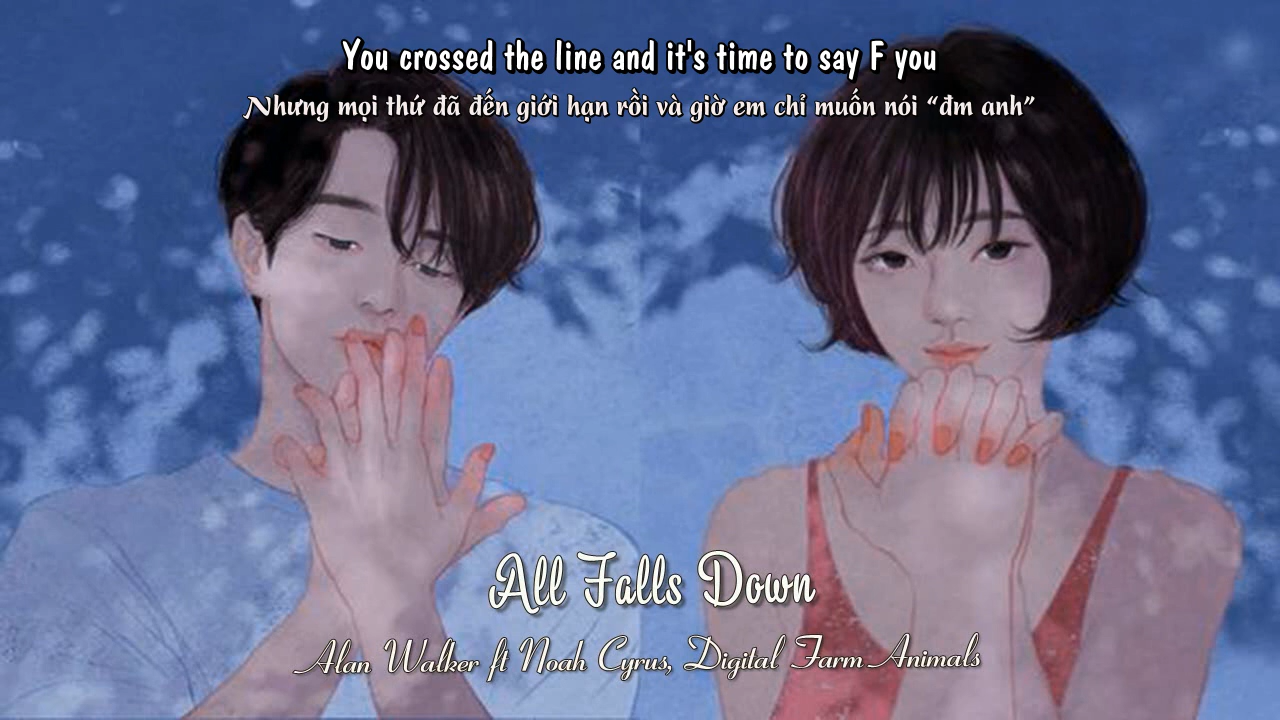 You crossed the line and it's time to say F you
Nhưng mọi thứ đã đến giới hạn rồi và giờ em chỉ muốn nói “đm anh”
All Falls Down
Alan Walker ft Noah Cyrus, Digital Farm Animals